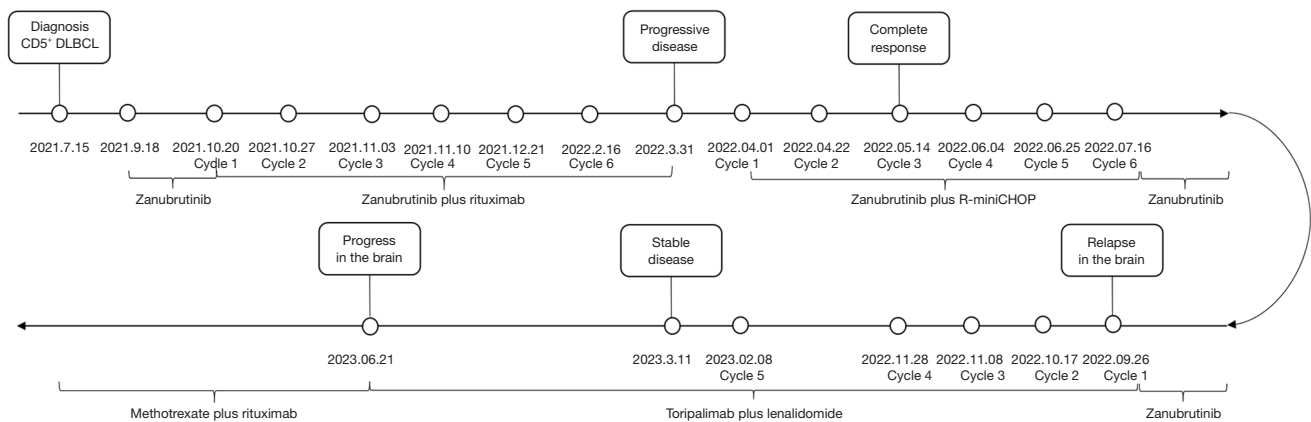 Diagnosis
CD5⁺ DLBCL
Progressive
disease
Complete
response
2021.7.15
2021.9.18
2021.10.20
Cycle 1
2021.10.27
Cycle 2
2021.11.03
Cycle 3
2021.11.10
Cycle 4
2021.12.21
Cycle 5
2022.2.16
Cycle 6
2022.3.31
2022.04.01
Cycle 1
2022.04.22
Cycle 2
2022.05.14
Cycle 3
2022.06.04
Cycle 4
2022.06.25
Cycle 5
2022.07.16
Cycle 6
Zanubrutinib
Zanubrutinib plus rituximab
Zanubrutinib plus R-miniCHOP
Zanubrutinib
Progress
in the brain
Stable
disease
Relapse
in the brain
2023.06.21
2023.3.11
2023.02.08
Cycle 5
2022.11.28
Cycle 4
2022.11.08
Cycle 3
2022.10.17
Cycle 2
2022.09.26
Cycle 1
Methotrexate plus rituximab
Toripalimab plus lenalidomide
Zanubrutinib